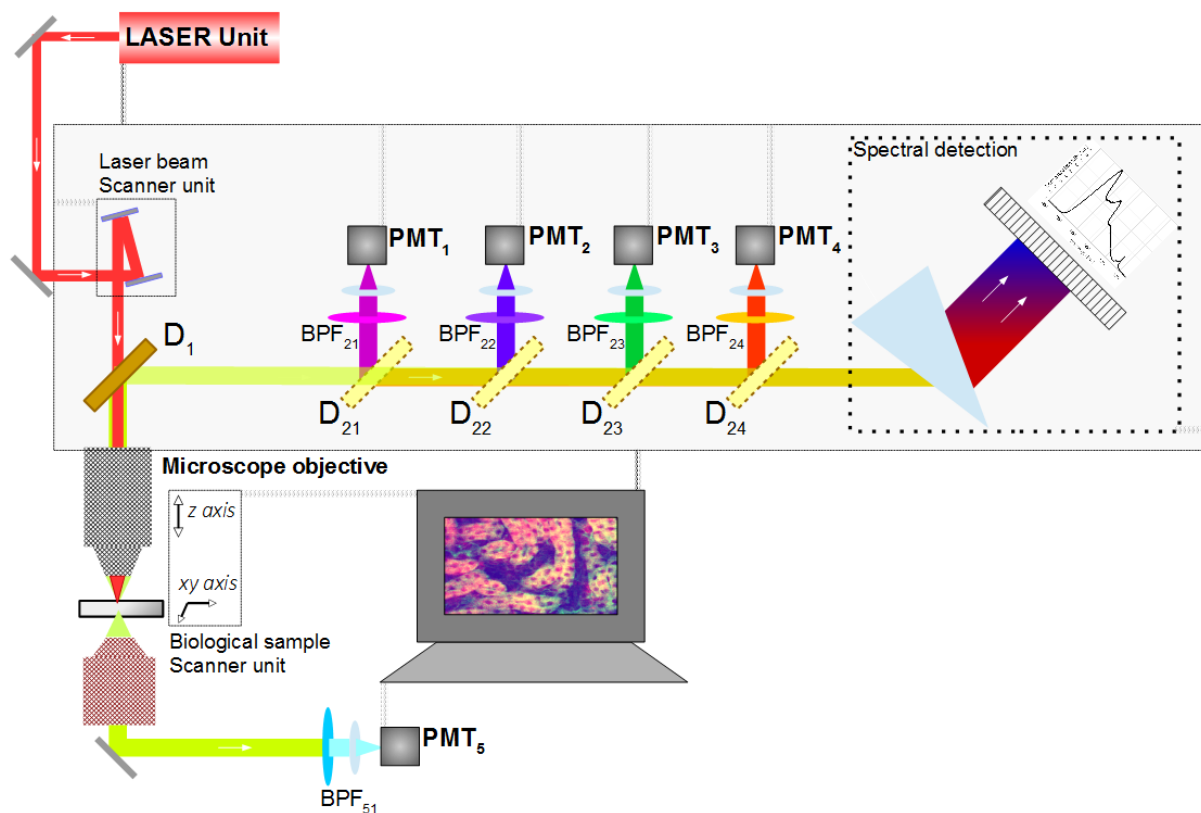 LASER Unit
Laser beam
Scanner unit
Spectral detection
PMT₁
PMT₂
PMT₃
PMT₄
BPF₂₁
BPF₂₂
BPF₂₃
BPF₂₄
D₁
D₂₁
D₂₂
D₂₃
D₂₄
Microscope objective
z axis
xy axis
Biological sample
Scanner unit
PMT₅
BPF₅₁